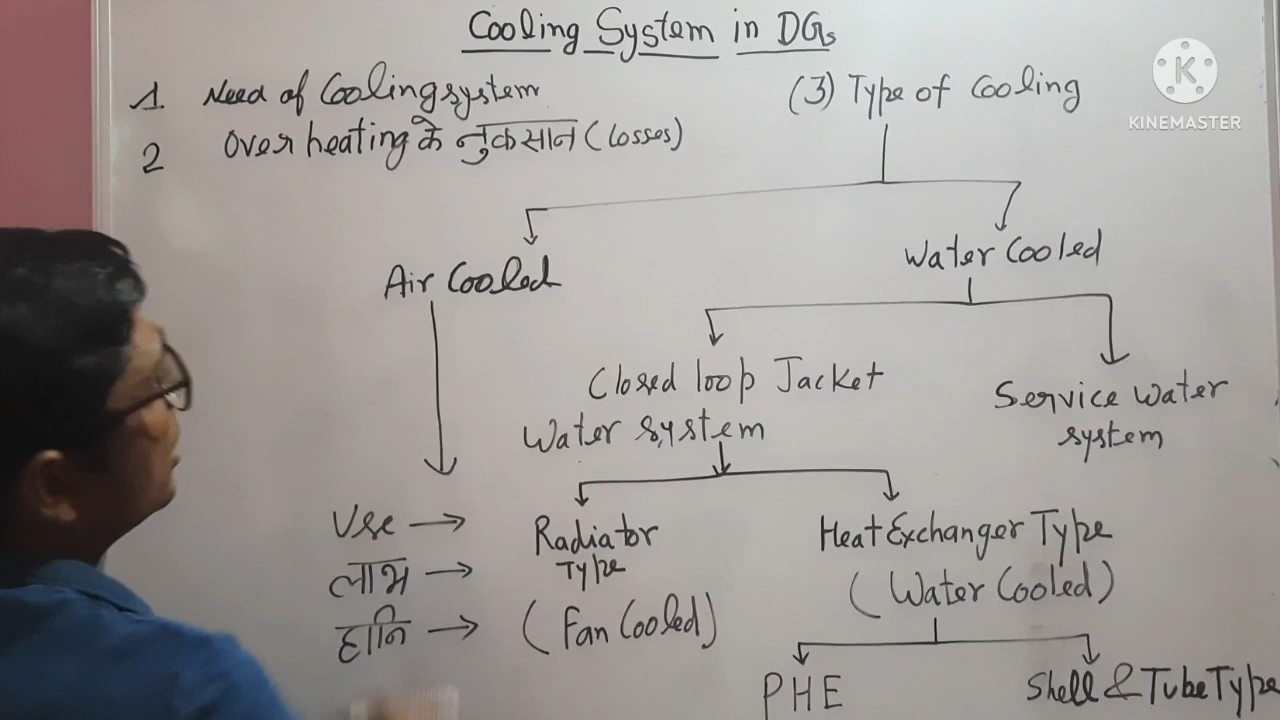 Cooling System in DGs
1. Need of Cooling system
2 Over heating के नुकसान (losses)
(3) Type of Cooling
KINEMASTER
Air Cooled
Water Cooled
Closed loop Jacket
Water system
Service Water
system
Use →
लाभ →
हानि →
Radiator
Type
(Fan Cooled)
Heat Exchanger Type
(Water Cooled)
PHE
Shell & Tube Type